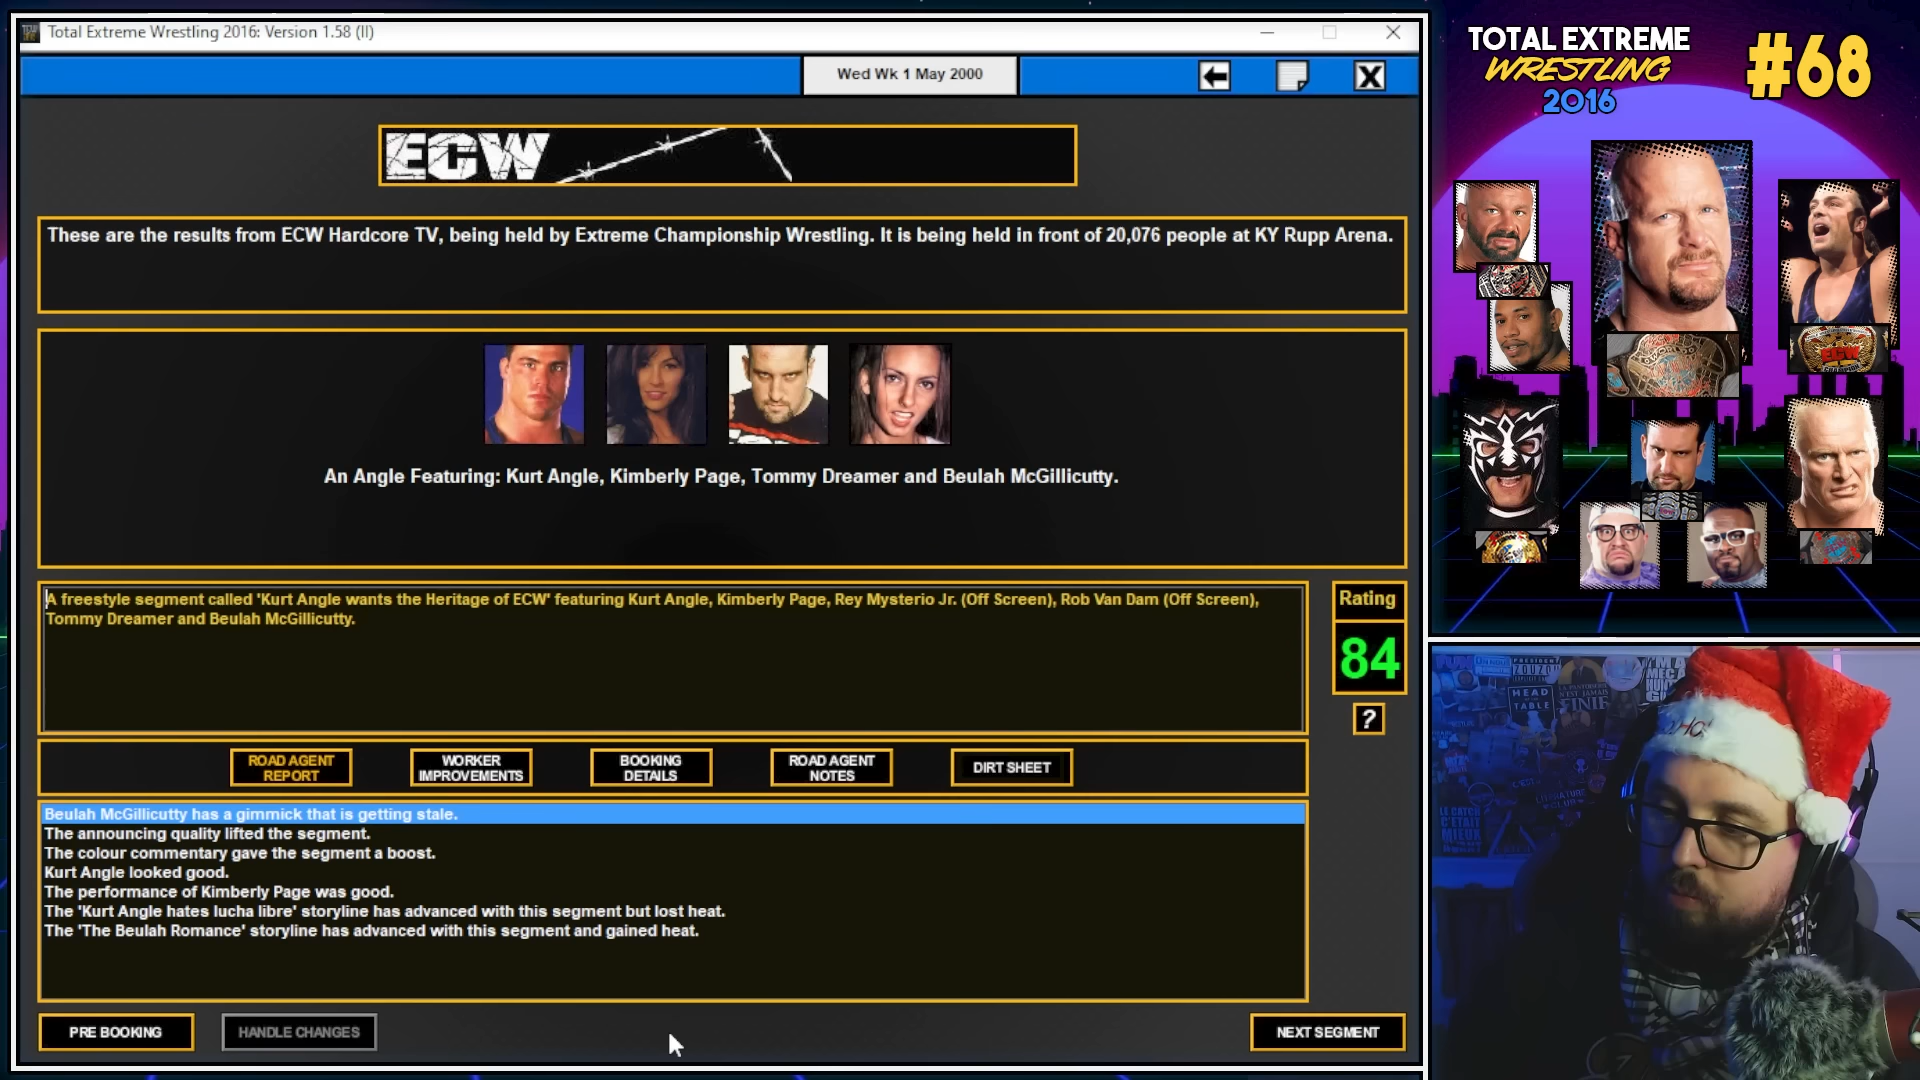 Total Extreme Wrestling 2016: Version 1.58 (II)
Wed Wk 1 May 2000
ECW
These are the results from ECW Hardcore TV, being held by Extreme Championship Wrestling. It is being held in front of 20,076 people at KY Rupp Arena.
An Angle Featuring: Kurt Angle, Kimberly Page, Tommy Dreamer and Beulah McGillicutty.
A freestyle segment called 'Kurt Angle wants the Heritage of ECW' featuring Kurt Angle, Kimberly Page, Rey Mysterio Jr. (Off Screen), Rob Van Dam (Off Screen),
Tommy Dreamer and Beulah McGillicutty.
Rating
84
?
ROAD AGENT
REPORT
WORKER
IMPROVEMENTS
BOOKING
DETAILS
ROAD AGENT
NOTES
DIRT SHEET
Beulah McGillicutty has a gimmick that is getting stale.
The announcing quality lifted the segment.
The colour commentary gave the segment a boost.
Kurt Angle looked good.
The performance of Kimberly Page was good.
The 'Kurt Angle hates lucha libre' storyline has advanced with this segment but lost heat.
The 'The Beulah Romance' storyline has advanced with this segment and gained heat.
PRE BOOKING
HANDLE CHANGES
NEXT SEGMENT
TOTAL EXTREME
WRESTLING
2016
#68
ECW
HEAD
OF THE
TABLE